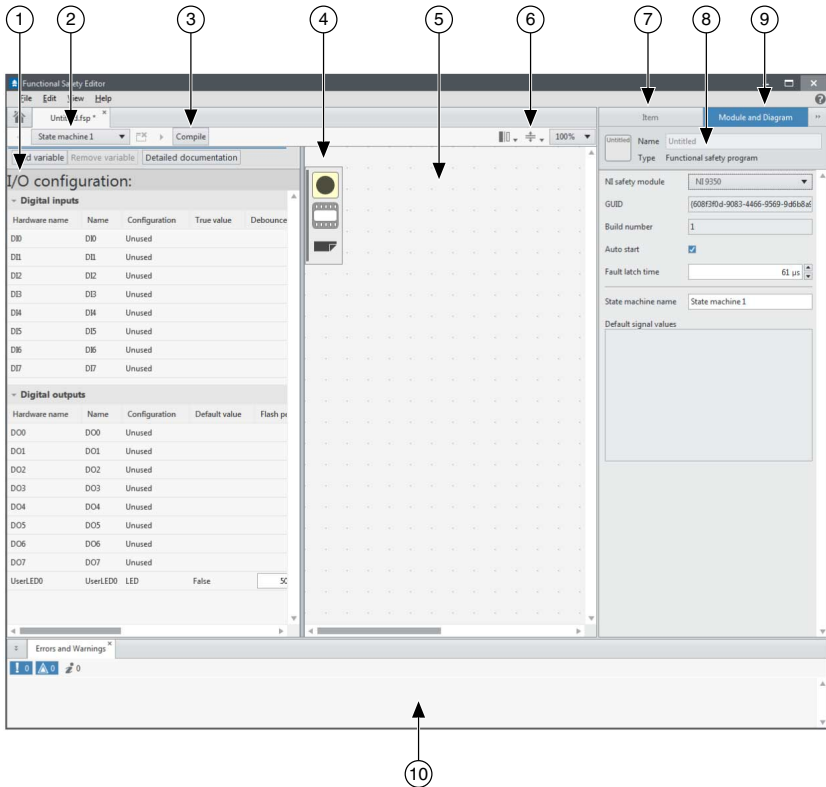 1 2 3 4 5 6 7 8 9
Functional Safety Editor
File Edit View Help
Untitled.fsp *
Item
Module and Diagram
State machine 1
Compile
100%
Add variable
Remove variable
Detailed documentation
I/O configuration:
Digital inputs
Hardware name Name Configuration True value Debounce
DI0 DI0 Unused
DI1 DI1 Unused
DI2 DI2 Unused
DI3 DI3 Unused
DI4 DI4 Unused
DI5 DI5 Unused
DI6 DI6 Unused
DI7 DI7 Unused
Digital outputs
Hardware name Name Configuration Default value Flash
DO0 DO0 Unused
DO1 DO1 Unused
DO2 DO2 Unused
DO3 DO3 Unused
DO4 DO4 Unused
DO5 DO5 Unused
DO6 DO6 Unused
DO7 DO7 Unused
UserLED0 UserLED0 LED False 50
Untitled
Name Untitled
Type Functional safety program
NI safety module NI 9350
GUID {608f3f0d-9083-4466-9569-9d6b8a
Build number 1
Auto start
Fault latch time 61 µs
State machine name State machine 1
Default signal values
Errors and Warnings
0 0 0
10